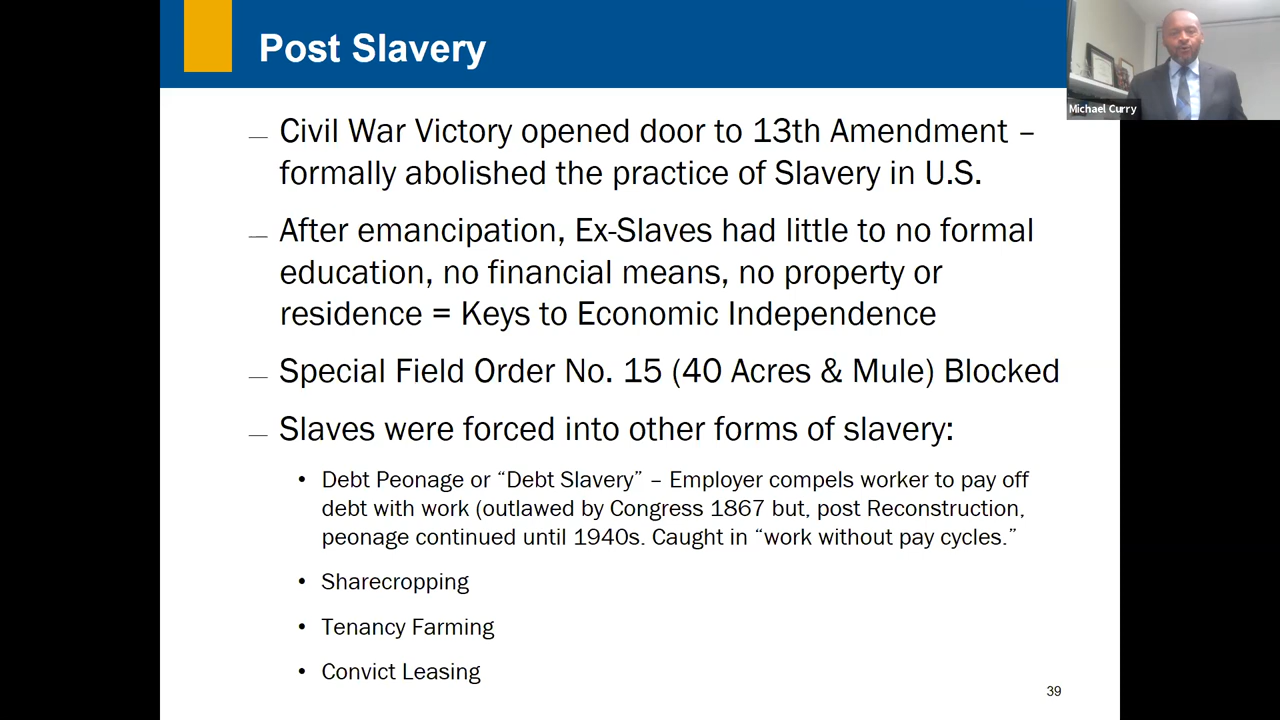 Post Slavery
Michael Curry
— Civil War Victory opened door to 13th Amendment –
formally abolished the practice of Slavery in U.S.
— After emancipation, Ex-Slaves had little to no formal
education, no financial means, no property or
residence = Keys to Economic Independence
— Special Field Order No. 15 (40 Acres & Mule) Blocked
— Slaves were forced into other forms of slavery:
• Debt Peonage or “Debt Slavery” – Employer compels worker to pay off
debt with work (outlawed by Congress 1867 but, post Reconstruction,
peonage continued until 1940s. Caught in “work without pay cycles.”
• Sharecropping
• Tenancy Farming
• Convict Leasing
39